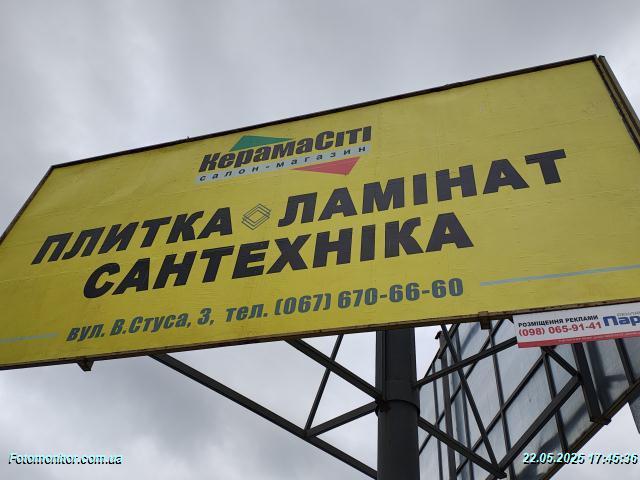 КерамаСіті
салон-магазин
ПЛИТКА ЛАМІНАТ
САНТЕХНІКА
вул. В.Стуса, 3, тел. (067) 670-66-60
РОЗМІЩЕННЯ РЕКЛАМИ
(098) 065-91-41
Fotomonitor.com.ua
22.05.2025 17:45:36